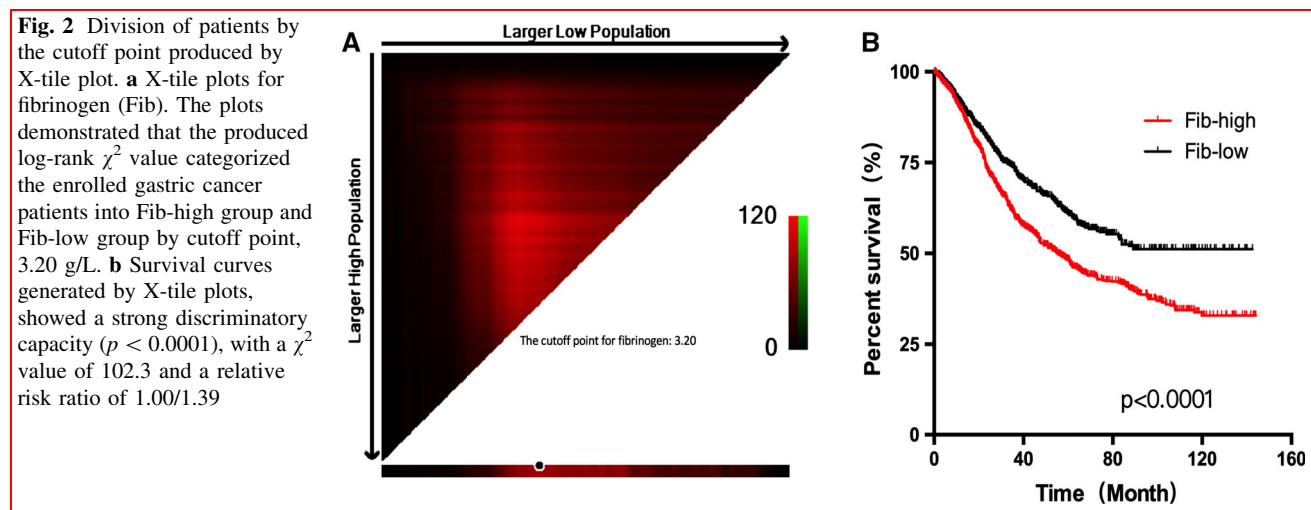 Fig. 2 Division of patients by
the cutoff point produced by
X-tile plot. a X-tile plots for
fibrinogen (Fib). The plots
demonstrated that the produced
log-rank χ² value categorized
the enrolled gastric cancer
patients into Fib-high group and
Fib-low group by cutoff point,
3.20 g/L. b Survival curves
generated by X-tile plots,
showed a strong discriminatory
capacity (p < 0.0001), with a χ²
value of 102.3 and a relative
risk ratio of 1.00/1.39
A
Larger Low Population
Larger High Population
120
0
The cutoff point for fibrinogen: 3.20
B
Percent survival (%)
100
75
50
25
0
Fib-high
Fib-low
p<0.0001
0 40 80 120 160
Time (Month)